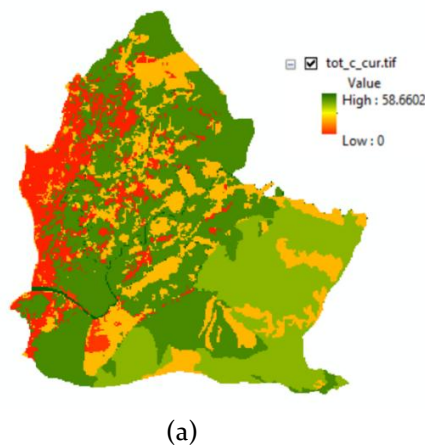 tot_c_cur.tif
Value
High : 58.6602
Low : 0
(a)